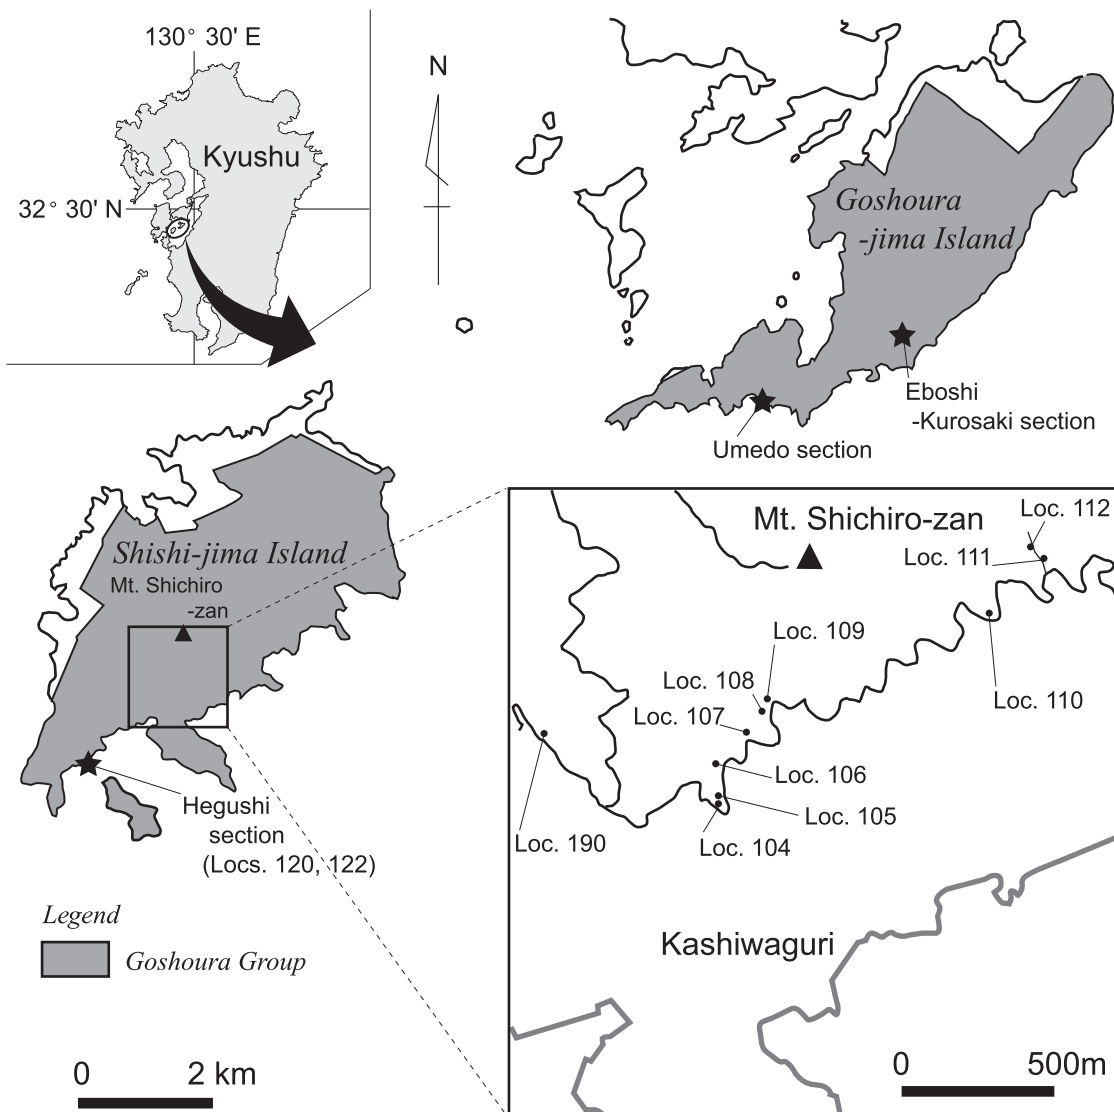 130° 30' E
Kyushu
32° 30' N
N
Goshoura
-jima Island
Eboshi
-Kurosaki section
Umedo section
Shishi-jima Island
Mt. Shichiro
-zan
Hegushi
section
(Locs. 120, 122)
Legend
Goshoura Group
0 2 km
Mt. Shichiro-zan
Loc. 112
Loc. 111
Loc. 109
Loc. 108
Loc. 110
Loc. 107
Loc. 106
Loc. 105
Loc. 190
Loc. 104
Kashiwaguri
0 500m